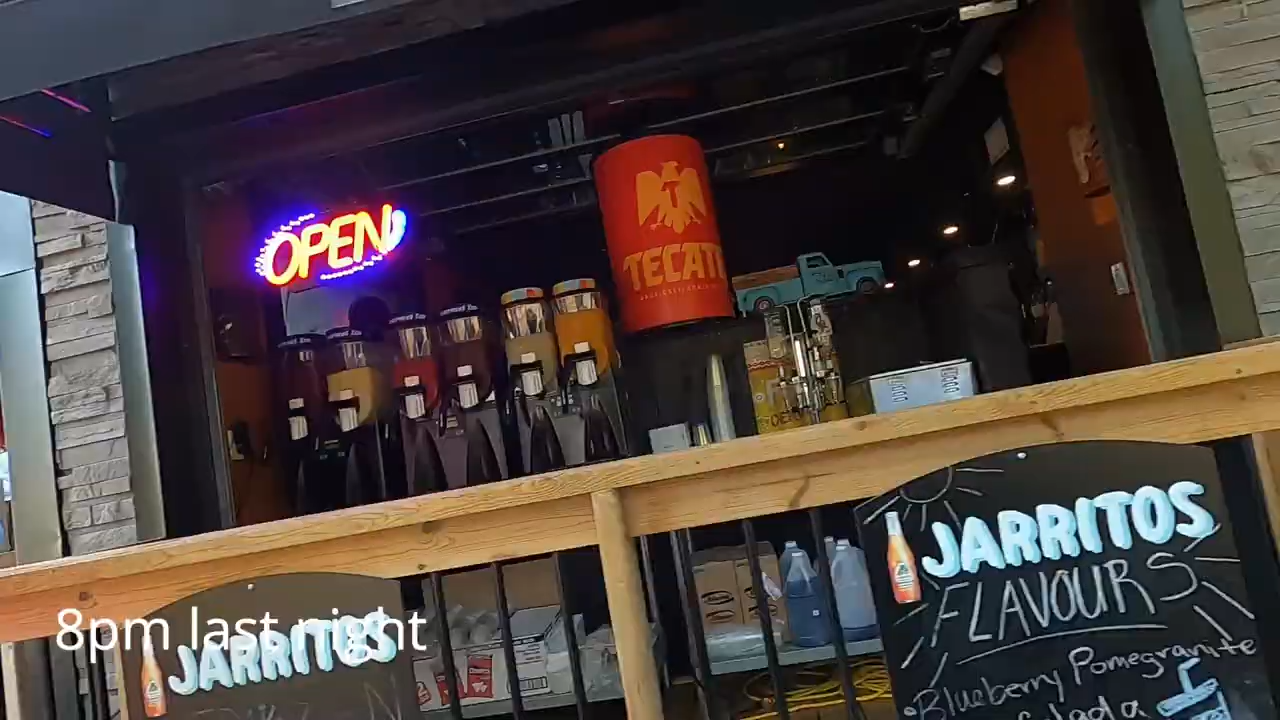 OPEN
TECATE
JARRITOS
FLAVOURS
Blueberry Pomegranite
8pm last night
JARRITOS